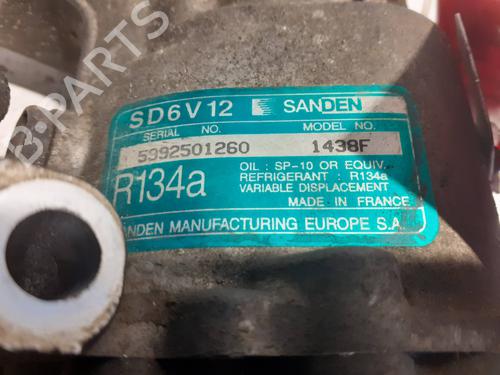 B-PARTS
SD6V12 SANDEN
SERIAL NO. MODEL NO.
5992501260 1438F
OIL : SP-10 OR EQUIV.
R134a
REFRIGERANT : R134a
VARIABLE DISPLACEMENT
MADE IN FRANCE
SANDEN MANUFACTURING EUROPE S.A.